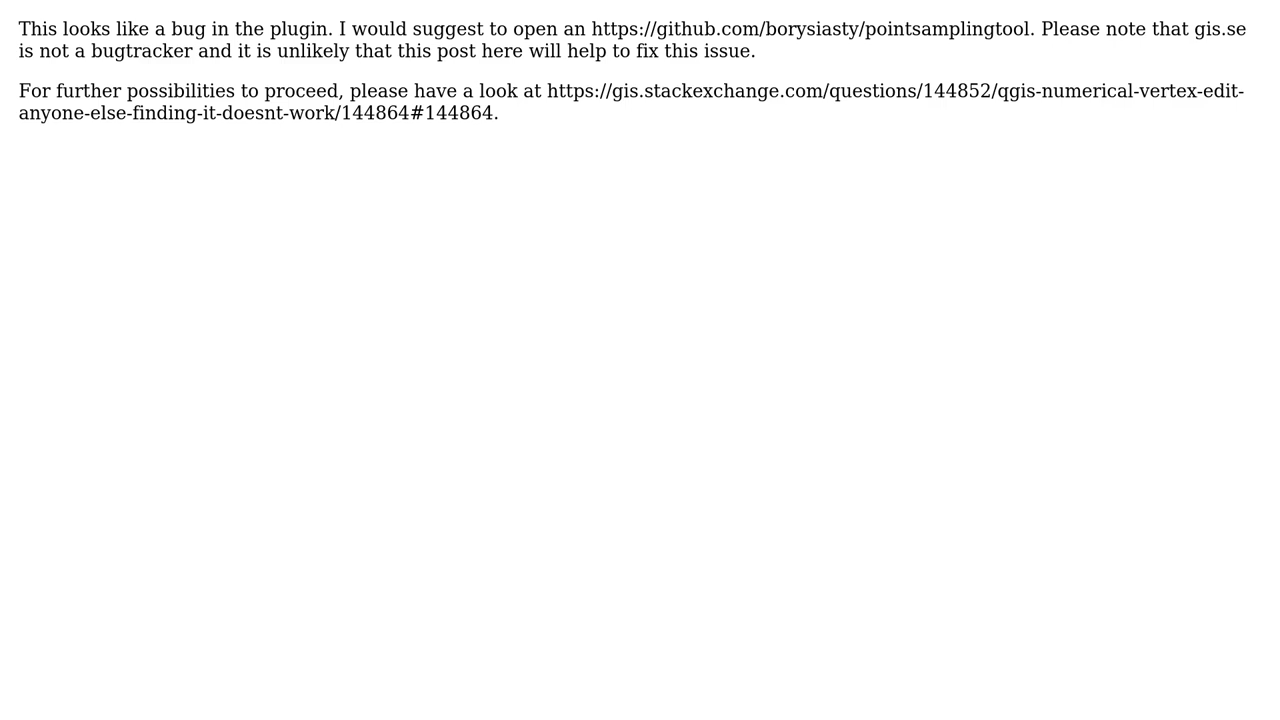 This looks like a bug in the plugin. I would suggest to open an https://github.com/borysiasty/pointsamplingtool. Please note that gis.se
is not a bugtracker and it is unlikely that this post here will help to fix this issue.
For further possibilities to proceed, please have a look at https://gis.stackexchange.com/questions/144852/qgis-numerical-vertex-edit-
anyone-else-finding-it-doesnt-work/144864#144864.